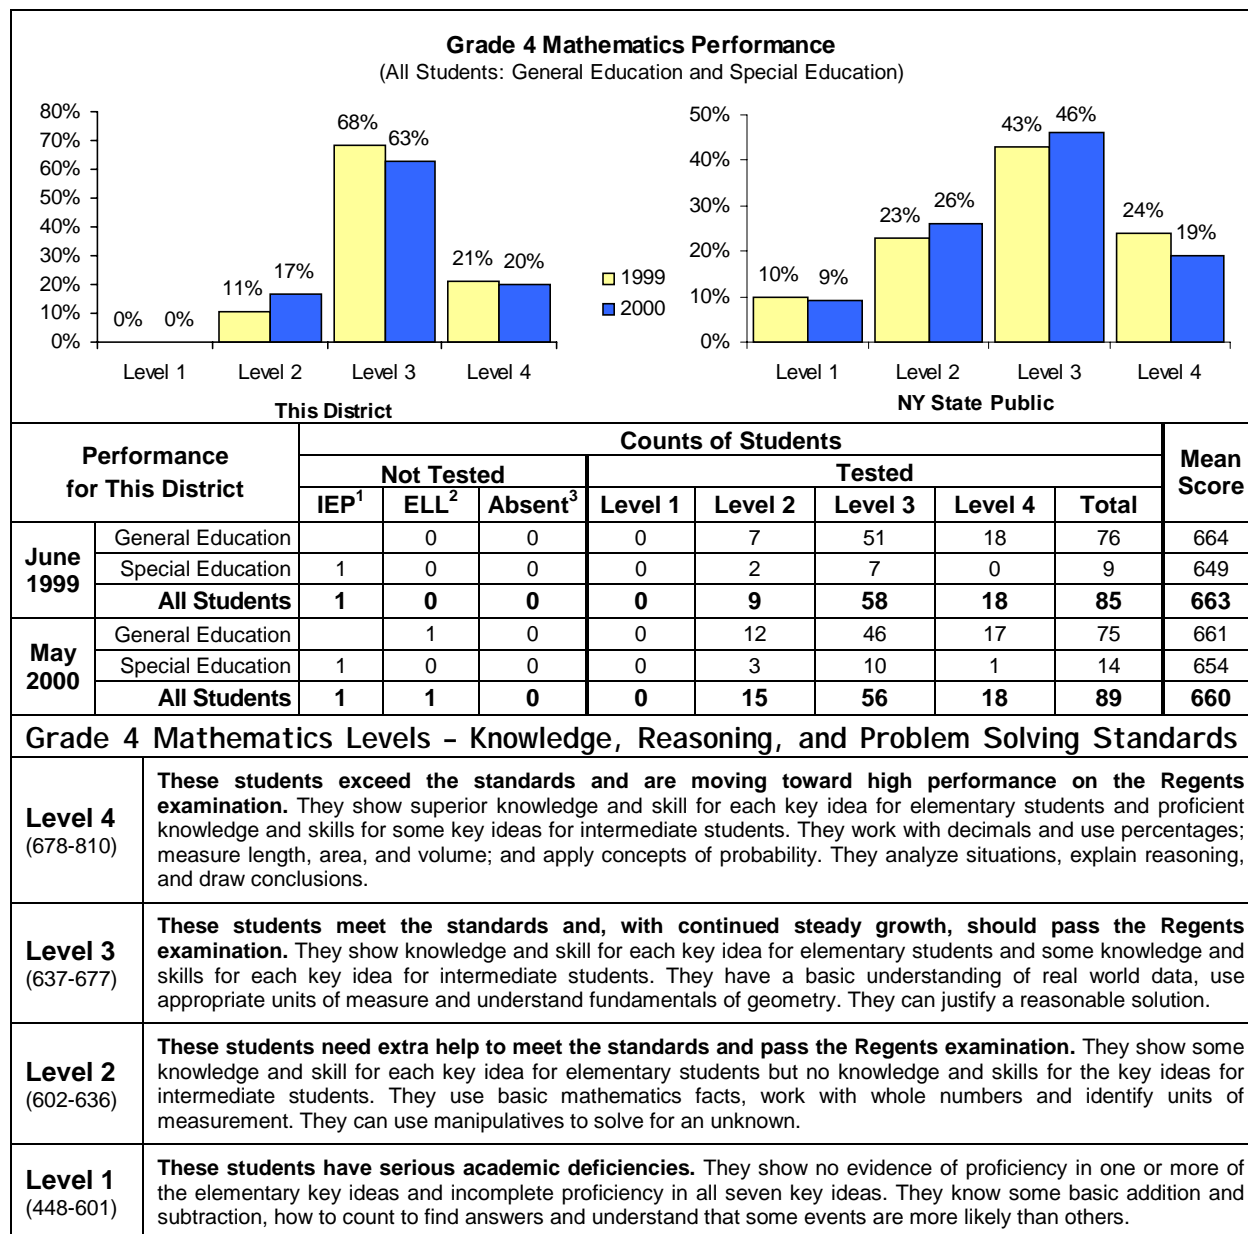 Grade 4 Mathematics Performance
(All Students: General Education and Special Education)
80%
70%
60%
50%
40%
30%
20%
10%
0%
0% 0%
11% 17%
68% 63%
21% 20%
Level 1 Level 2 Level 3 Level 4
This District
1999
2000
50%
40%
30%
20%
10%
0%
10% 9%
23% 26%
43% 46%
24% 19%
Level 1 Level 2 Level 3 Level 4
NY State Public
Performance
for This District
Counts of Students
Mean
Score
Not Tested Tested
IEP1 ELL2 Absent3 Level 1 Level 2 Level 3 Level 4 Total
June
1999
General Education 0 0 0 7 51 18 76 664
Special Education 1 0 0 0 2 7 0 9 649
All Students 1 0 0 0 9 58 18 85 663
May
2000
General Education 1 0 0 12 46 17 75 661
Special Education 1 0 0 0 3 10 1 14 654
All Students 1 1 0 0 15 56 18 89 660
Grade 4 Mathematics Levels – Knowledge, Reasoning, and Problem Solving Standards
Level 4
(678-810)
These students exceed the standards and are moving toward high performance on the Regents
examination. They show superior knowledge and skill for each key idea for elementary students and proficient
knowledge and skills for some key ideas for intermediate students. They work with decimals and use percentages;
measure length, area, and volume; and apply concepts of probability. They analyze situations, explain reasoning,
and draw conclusions.
Level 3
(637-677)
These students meet the standards and, with continued steady growth, should pass the Regents
examination. They show knowledge and skill for each key idea for elementary students and some knowledge and
skills for each key idea for intermediate students. They have a basic understanding of real world data, use
appropriate units of measure and understand fundamentals of geometry. They can justify a reasonable solution.
Level 2
(602-636)
These students need extra help to meet the standards and pass the Regents examination. They show some
knowledge and skill for each key idea for elementary students but no knowledge and skills for the key ideas for
intermediate students. They use basic mathematics facts, work with whole numbers and identify units of
measurement. They can use manipulatives to solve for an unknown.
Level 1
(448-601)
These students have serious academic deficiencies. They show no evidence of proficiency in one or more of
the elementary key ideas and incomplete proficiency in all seven key ideas. They know some basic addition and
subtraction, how to count to find answers and understand that some events are more likely than others.